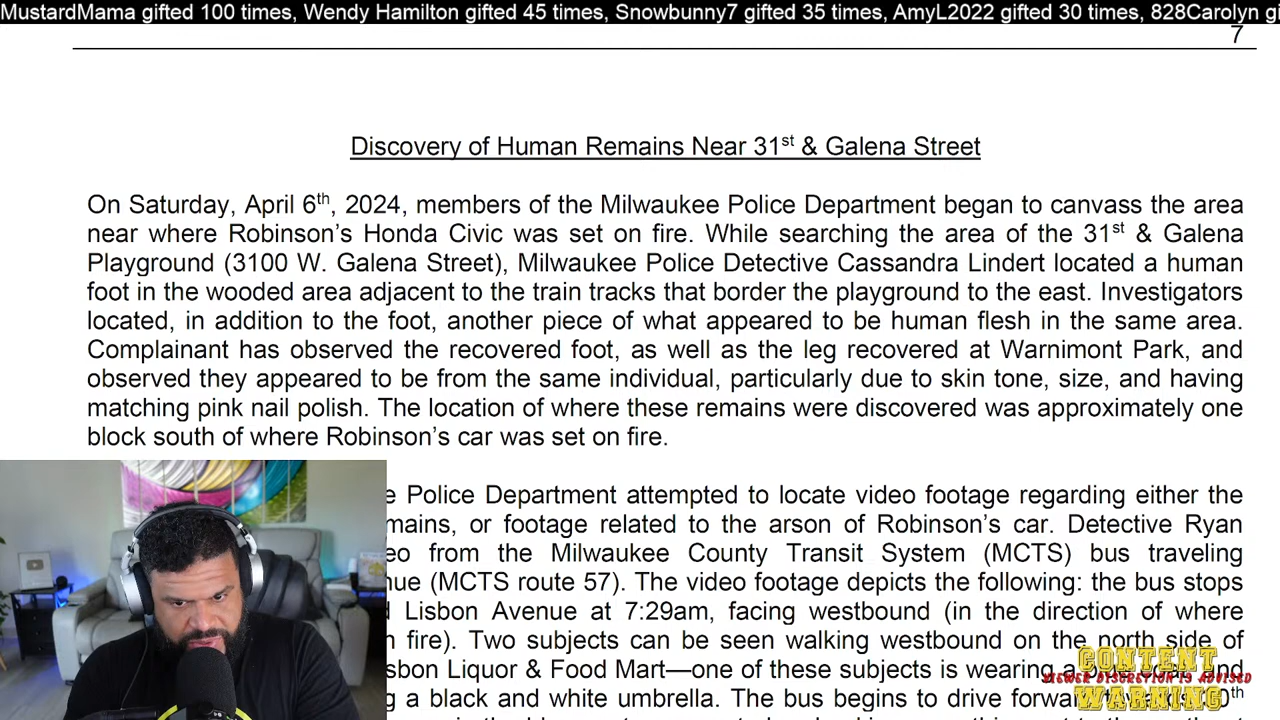 MustardMama gifted 100 times, Wendy Hamilton gifted 45 times, Snowbunny7 gifted 35 times, AmyL2022 gifted 30 times, 828Carolyn gi
7
Discovery of Human Remains Near 31st & Galena Street
On Saturday, April 6th, 2024, members of the Milwaukee Police Department began to canvass the area
near where Robinson's Honda Civic was set on fire. While searching the area of the 31st & Galena
Playground (3100 W. Galena Street), Milwaukee Police Detective Cassandra Lindert located a human
foot in the wooded area adjacent to the train tracks that border the playground to the east. Investigators
located, in addition to the foot, another piece of what appeared to be human flesh in the same area.
Complainant has observed the recovered foot, as well as the leg recovered at Warnimont Park, and
observed they appeared to be from the same individual, particularly due to skin tone, size, and having
matching pink nail polish. The location of where these remains were discovered was approximately one
block south of where Robinson's car was set on fire.
e Police Department attempted to locate video footage regarding either the
mains, or footage related to the arson of Robinson's car. Detective Ryan
eo from the Milwaukee County Transit System (MCTS) bus traveling
nue (MCTS route 57). The video footage depicts the following: the bus stops
d Lisbon Avenue at 7:29am, facing westbound (in the direction of where
n fire). Two subjects can be seen walking westbound on the north side of
sbon Liquor & Food Mart—one of these subjects is wearing a
g a black and white umbrella. The bus begins to drive forwa
CONTENT
VIEWER DISCRETION IS ADVISED
WARNING